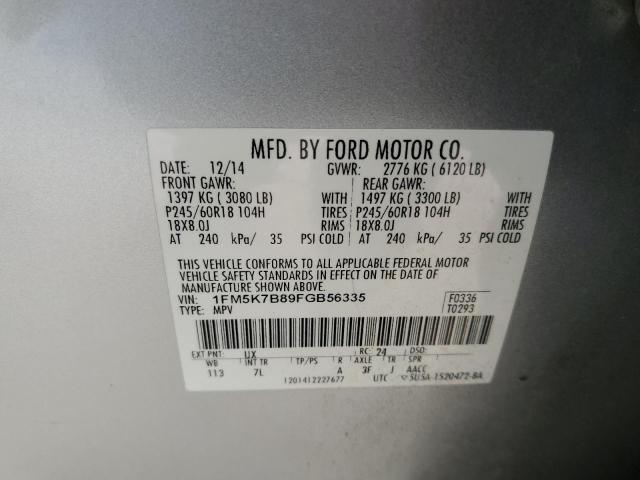 MFD. BY FORD MOTOR CO.
DATE: 12/14 GVWR: 2776 KG ( 6120 LB)
FRONT GAWR: REAR GAWR:
1397 KG ( 3080 LB) 1497 KG ( 3300 LB)
P245/60R18 104H TIRES P245/60R18 104H TIRES
18X8.0J RIMS 18X8.0J RIMS
AT 240 kPa/ 35 PSI COLD AT 240 kPa/ 35 PSI COLD
THIS VEHICLE CONFORMS TO ALL APPLICABLE FEDERAL MOTOR
VEHICLE SAFETY STANDARDS IN EFFECT ON THE DATE OF
MANUFACTURE SHOWN ABOVE.
VIN: 1FM5K7B89FGB56335 F0336
TYPE: MPV T0293
EXT PNT: UX RC: 24 DSO:
WB INT TR TP/PS R AXLE TR SPR
113 7L A 3F J AACC
1201412227677 UTC